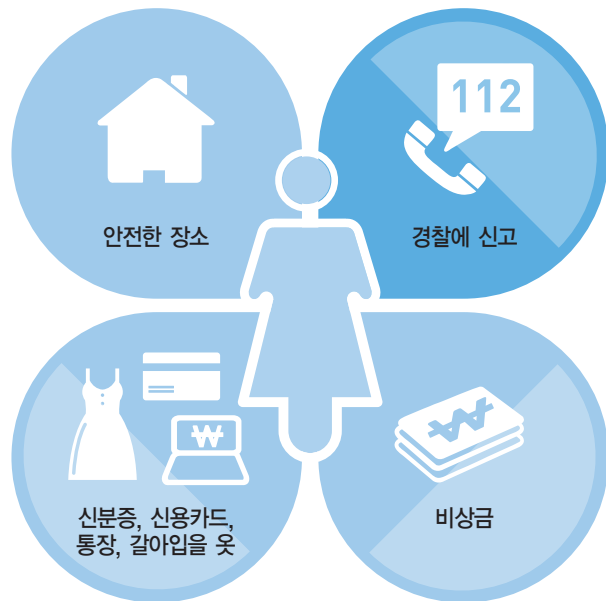 112
안전한 장소
경찰에 신고
₩
₩
신분증, 신용카드,
통장, 갈아입을 옷
비상금